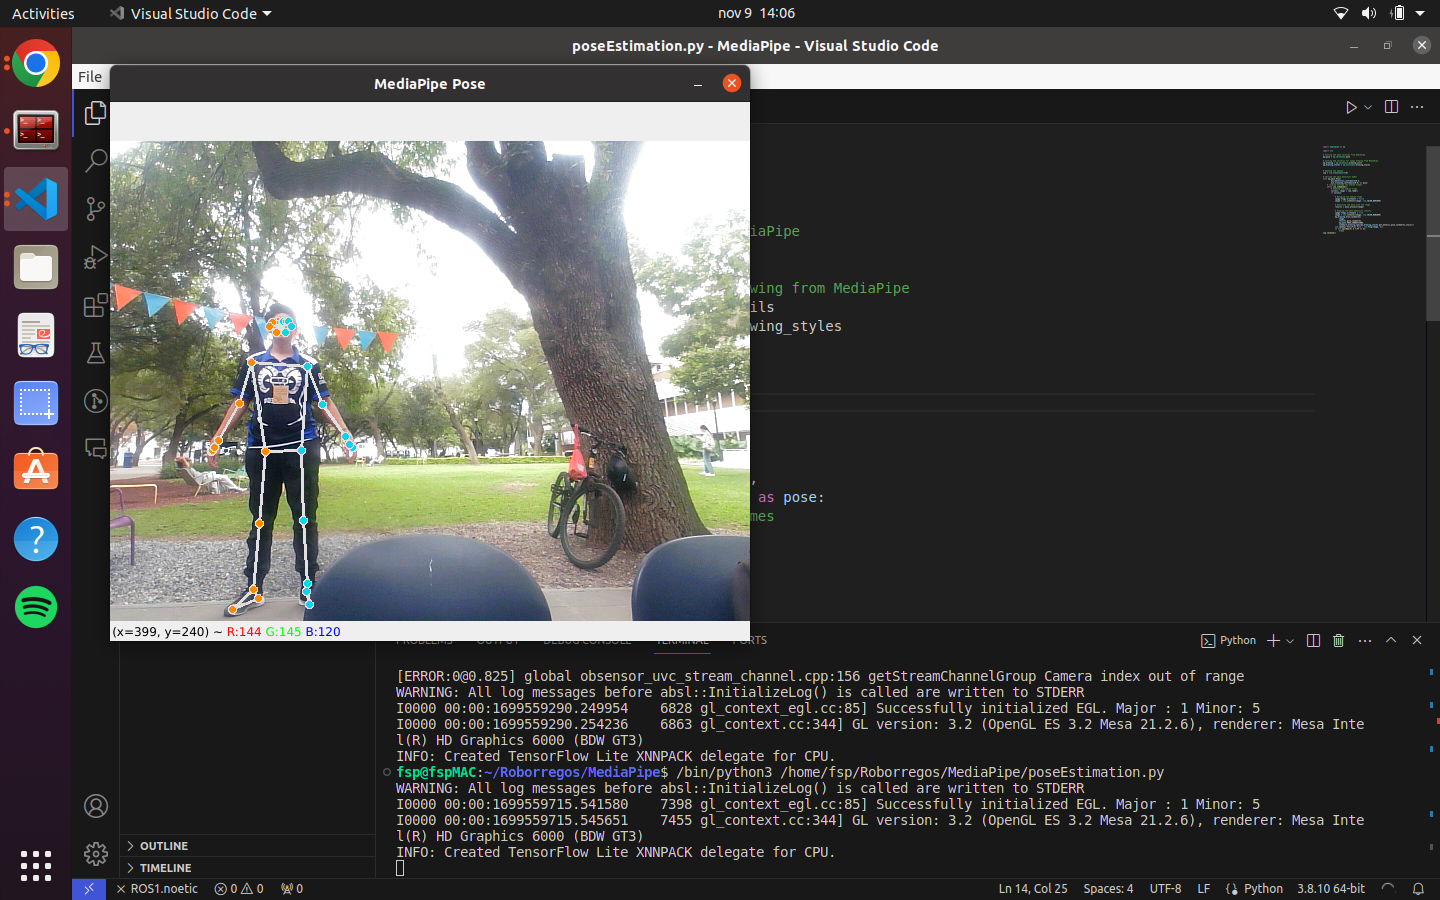 Activities
Visual Studio Code
nov 9 14:06
poseEstimation.py - MediaPipe - Visual Studio Code
File
MediaPipe Pose
iaPipe
wing from MediaPipe
ils
wing_styles
,
as pose:
mes
(x=399, y=240) ~ R:144 G:145 B:120
PROBLEMS OUTPUT DEBUG CONSOLE TERMINAL PORTS
Python
[ERROR:0@0.825] global obsensor_uvc_stream_channel.cpp:156 getStreamChannelGroup Camera index out of range
WARNING: All log messages before absl::InitializeLog() is called are written to STDERR
I0000 00:00:1699559290.249954    6828 gl_context_egl.cc:85] Successfully initialized EGL. Major : 1 Minor: 5
I0000 00:00:1699559290.254236    6863 gl_context.cc:344] GL version: 3.2 (OpenGL ES 3.2 Mesa 21.2.6), renderer: Mesa Inte
l(R) HD Graphics 6000 (BDW GT3)
INFO: Created TensorFlow Lite XNNPACK delegate for CPU.
fsp@fspMAC:~/Roborregos/MediaPipe$ /bin/python3 /home/fsp/Roborregos/MediaPipe/poseEstimation.py
WARNING: All log messages before absl::InitializeLog() is called are written to STDERR
I0000 00:00:1699559715.541580    7398 gl_context_egl.cc:85] Successfully initialized EGL. Major : 1 Minor: 5
I0000 00:00:1699559715.545651    7455 gl_context.cc:344] GL version: 3.2 (OpenGL ES 3.2 Mesa 21.2.6), renderer: Mesa Inte
l(R) HD Graphics 6000 (BDW GT3)
INFO: Created TensorFlow Lite XNNPACK delegate for CPU.
OUTLINE
TIMELINE
ROS1.noetic
0 0
0
Ln 14, Col 25
Spaces: 4
UTF-8
LF
Python
3.8.10 64-bit